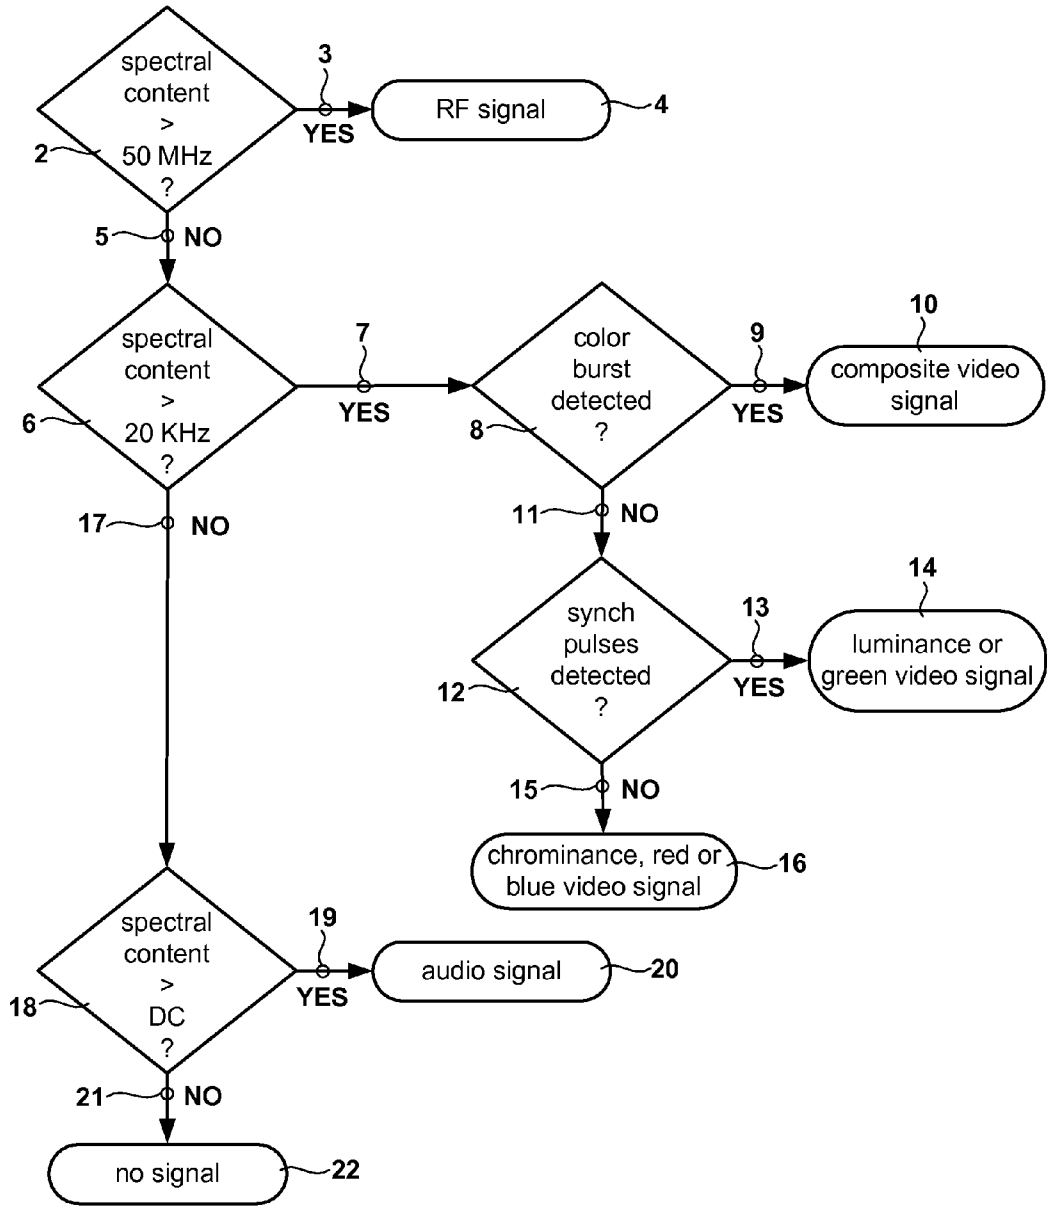 spectral
content
>
50 MHz
?
2
3
YES
RF signal
4
5
NO
spectral
content
>
20 KHz
?
6
7
YES
color
burst
detected
?
8
9
YES
composite video
signal
10
11
NO
synch
pulses
detected
?
12
13
YES
luminance or
green video signal
14
15
NO
chrominance, red or
blue video signal
16
17
NO
spectral
content
>
DC
?
18
19
YES
audio signal
20
21
NO
no signal
22